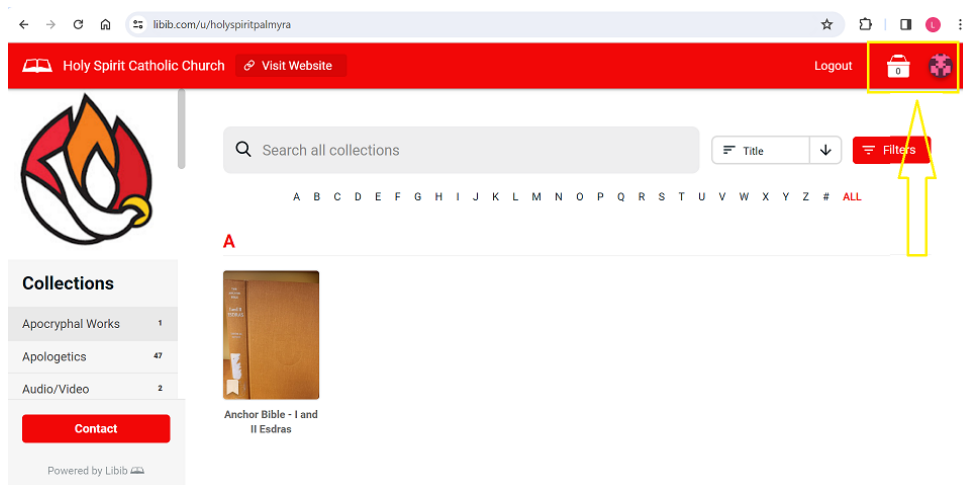 libib.com/u/holyspiritpalmyra
L
Holy Spirit Catholic Church
Visit Website
Logout
0
Search all collections
Title
Filters
A B C D E F G H I J K L M N O P Q R S T U V W X Y Z # ALL
A
Collections
Apocryphal Works 1
Apologetics 47
Audio/Video 2
Contact
Powered by Libib
Anchor Bible - I and
II Esdras